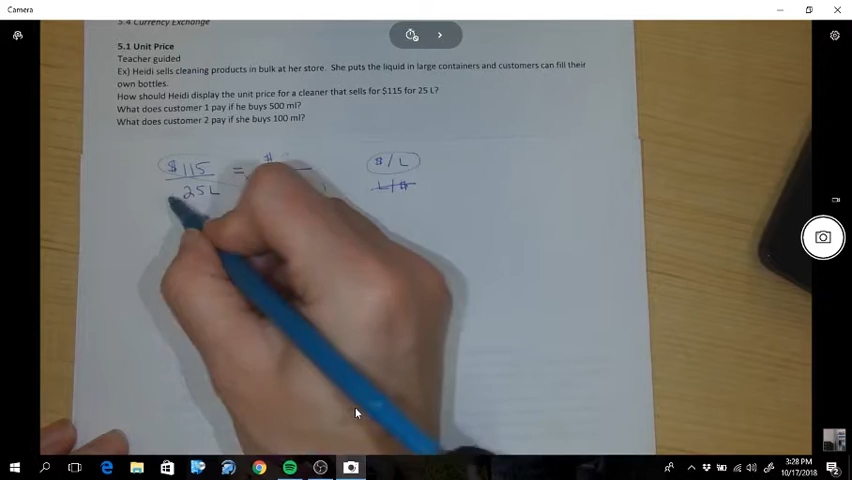 Camera
5.4 Currency Exchange
5.1 Unit Price
Teacher guided
Ex) Heidi sells cleaning products in bulk at her store. She puts the liquid in large containers and customers can fill their
own bottles.
How should Heidi display the unit price for a cleaner that sells for $115 for 25 L?
What does customer 1 pay if he buys 500 ml?
What does customer 2 pay if she buys 100 ml?
$115 = $ $/L
25L L/$
3:28 PM
10/17/2018